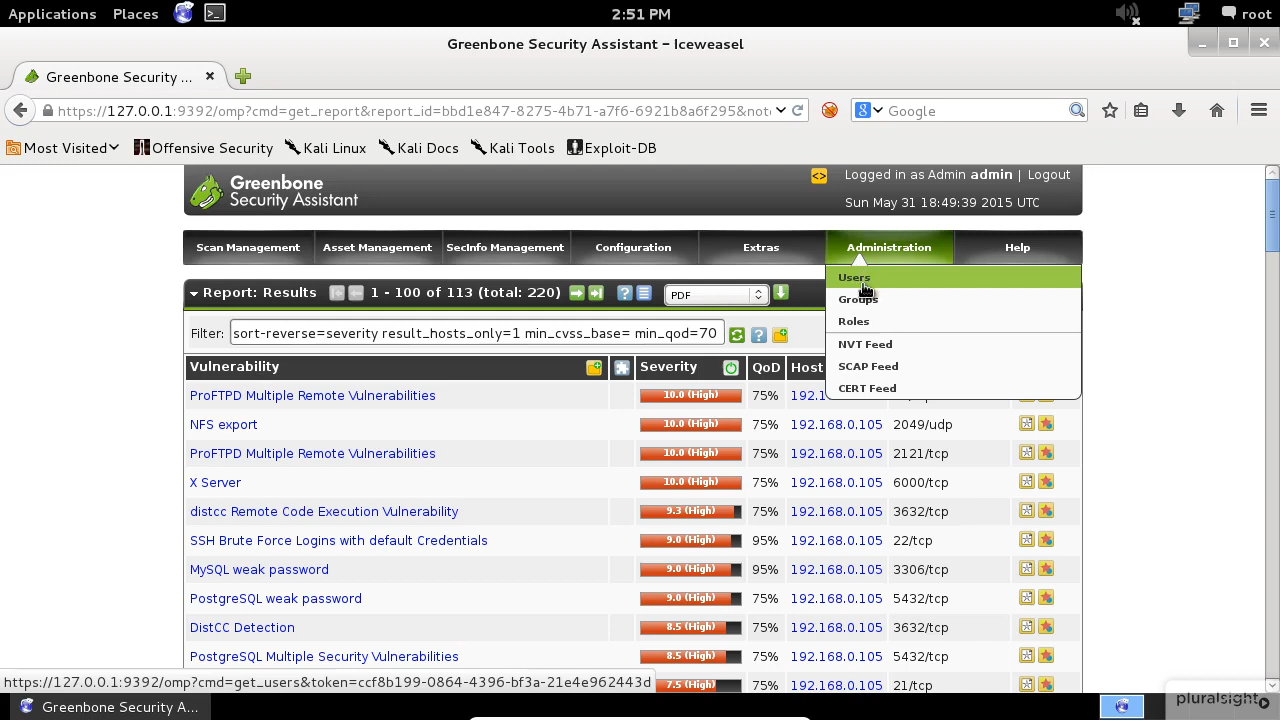 Applications Places 2:51 PM root
Greenbone Security Assistant - Iceweasel
Greenbone Security ...
https://127.0.0.1:9392/omp?cmd=get_report&report_id=bbd1e847-8275-4b71-a7f6-6921b8a6f295&not Google
Most Visited Offensive Security Kali Linux Kali Docs Kali Tools Exploit-DB
Greenbone
Security Assistant
Logged in as Admin admin | Logout
Sun May 31 18:49:39 2015 UTC
Scan Management Asset Management SecInfo Management Configuration Extras Administration Help
Users
Groups
Roles
NVT Feed
SCAP Feed
CERT Feed
Report: Results 1 - 100 of 113 (total: 220) PDF
Filter: sort-reverse=severity result_hosts_only=1 min_cvss_base= min_qod=70
Vulnerability Severity QoD Host
ProFTPD Multiple Remote Vulnerabilities 10.0 (High) 75% 192.1
NFS export 10.0 (High) 75% 192.168.0.105 2049/udp
ProFTPD Multiple Remote Vulnerabilities 10.0 (High) 75% 192.168.0.105 2121/tcp
X Server 10.0 (High) 75% 192.168.0.105 6000/tcp
distcc Remote Code Execution Vulnerability 9.3 (High) 75% 192.168.0.105 3632/tcp
SSH Brute Force Logins with default Credentials 9.0 (High) 95% 192.168.0.105 22/tcp
MySQL weak password 9.0 (High) 95% 192.168.0.105 3306/tcp
PostgreSQL weak password 9.0 (High) 75% 192.168.0.105 5432/tcp
DistCC Detection 8.5 (High) 75% 192.168.0.105 3632/tcp
PostgreSQL Multiple Security Vulnerabilities 8.5 (High) 75% 192.168.0.105 5432/tcp
7.5 (High) 75% 192.168.0.105 21/tcp
https://127.0.0.1:9392/omp?cmd=get_users&token=ccf8b199-0864-4396-bf3a-21e4e962443d
Greenbone Security A...
pluralsight